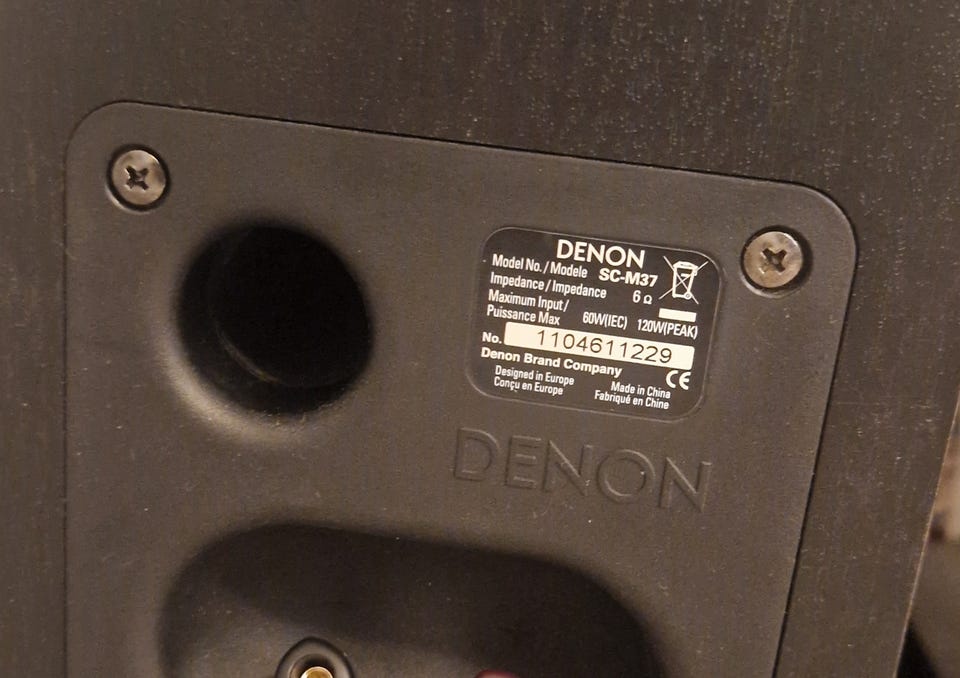 DENON
Model No./Modele SC-M37
Impedance/Impedance 6 Ω
Maximum Input/
Puissance Max 60W(IEC) 120W(PEAK)
No. 1104611229
Denon Brand Company CE
Designed in Europe Made in China
Conçu en Europe Fabriqué en Chine
DENON